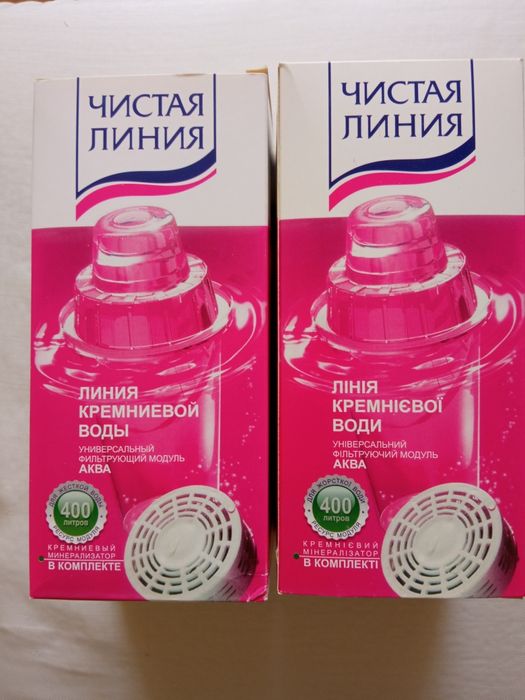 ЧИСТАЯ
ЛИНИЯ
ЛИНИЯ
КРЕМНИЕВОЙ
ВОДЫ
УНИВЕРСАЛЬНЫЙ
ФИЛЬТРУЮЩИЙ МОДУЛЬ
АКВА
ДЛЯ ЖЕСТКОЙ ВОДЫ
400
литров
РЕСУРС МОДУЛЯ
КРЕМНИЕВЫЙ
МИНЕРАЛИЗАТОР
В КОМПЛЕКТЕ
ЧИСТАЯ
ЛИНИЯ
ЛІНІЯ
КРЕМНІЄВОЇ
ВОДИ
УНІВЕРСАЛЬНИЙ
ФІЛЬТРУЮЧИЙ МОДУЛЬ
АКВА
ДЛЯ ЖОРСТКОЇ ВОДИ
400
литров
РЕСУРС МОДУЛЯ
КРЕМНІЄВИЙ
МІНЕРАЛІЗАТОР
В КОМПЛЕКТІ